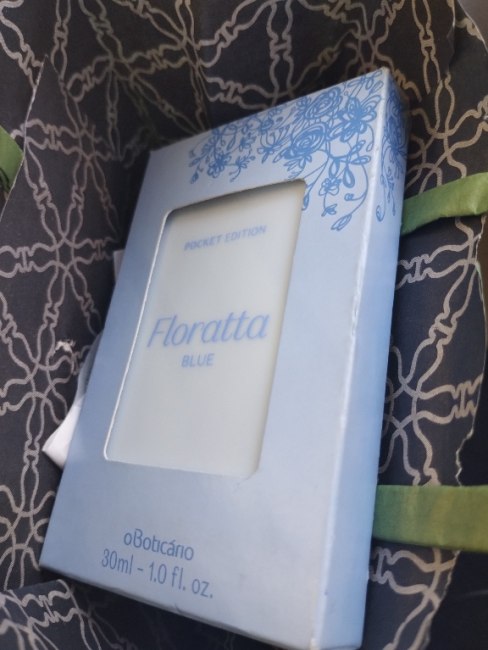 POCKET EDITION
Floratta
BLUE
oBoticário
30ml - 1.0 fl. oz.